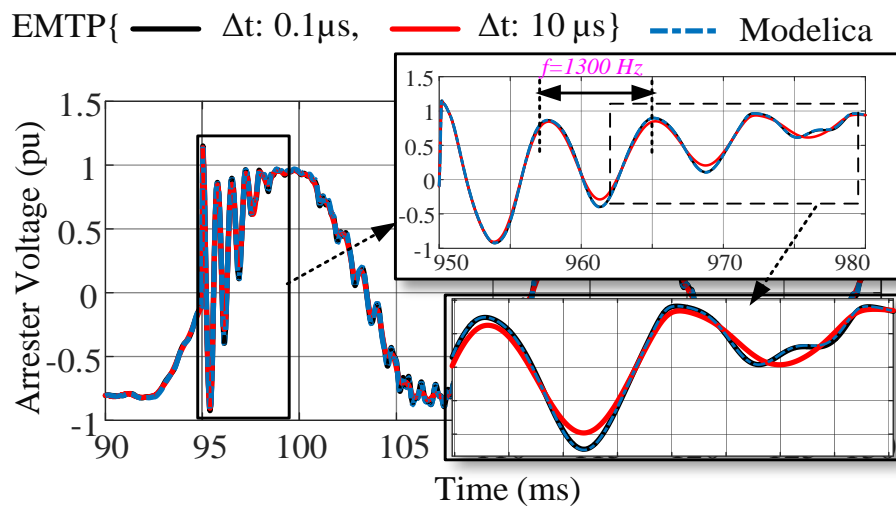 EMTP{ Δt: 0.1µs, Δt: 10 µs} Modelica
f=1300 Hz
1.5
1
0.5
0
-0.5
-1
950 960 970 980
1.5
1
0.5
0
-0.5
-1
90 95 100 105
Arrester Voltage (pu)
Time (ms)